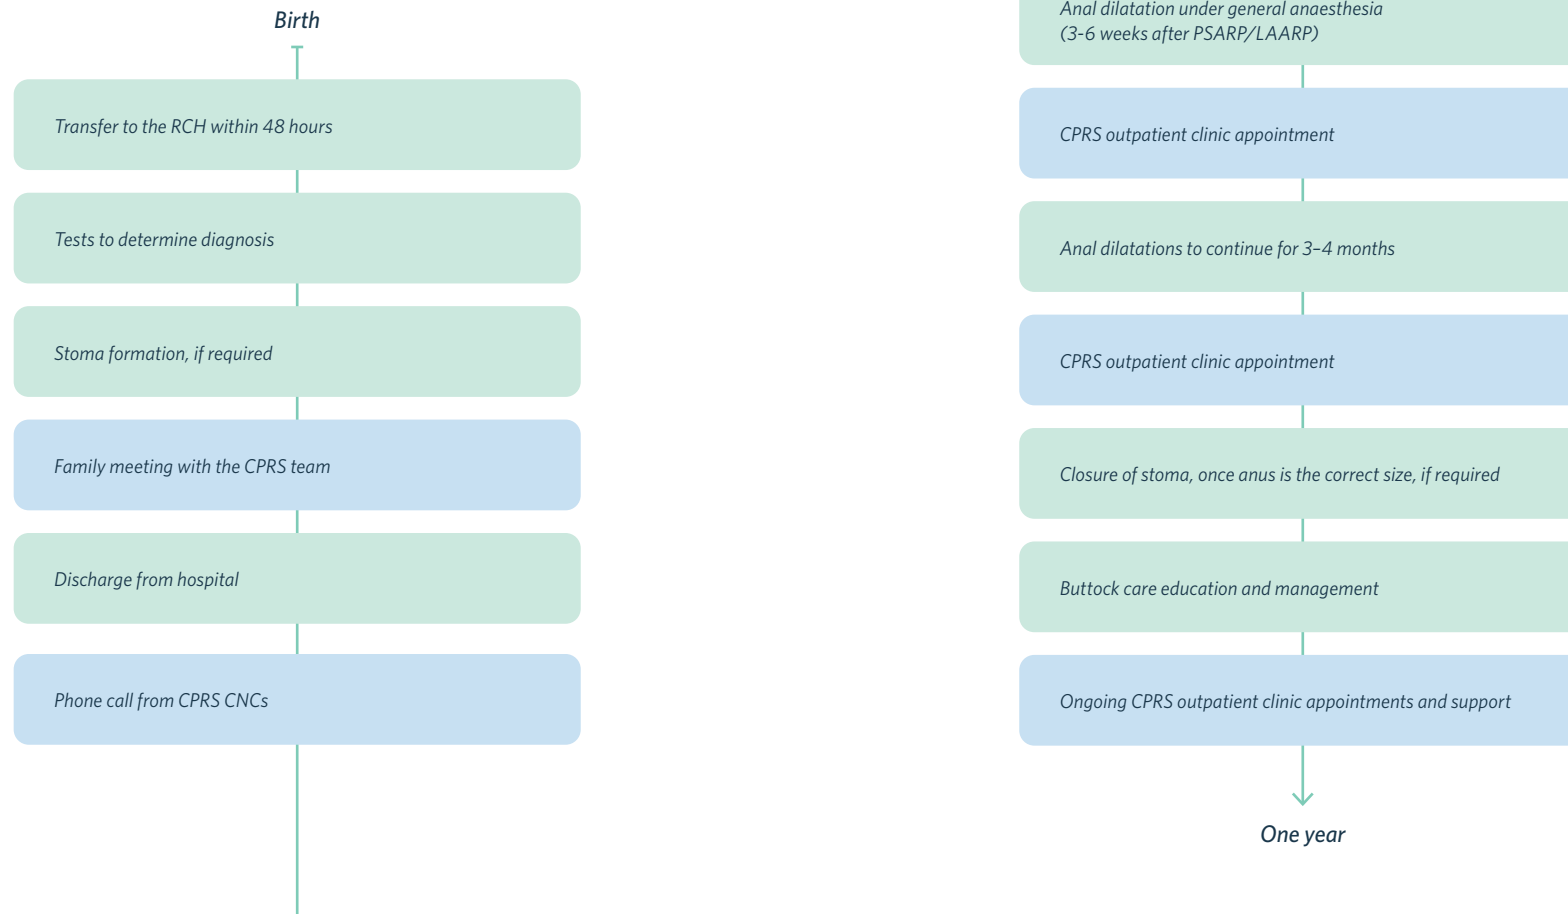 Birth
Transfer to the RCH within 48 hours
Tests to determine diagnosis
Stoma formation, if required
Family meeting with the CPRS team
Discharge from hospital
Phone call from CPRS CNCs
Anal dilatation under general anaesthesia
(3-6 weeks after PSARP/LAARP)
CPRS outpatient clinic appointment
Anal dilatations to continue for 3–4 months
CPRS outpatient clinic appointment
Closure of stoma, once anus is the correct size, if required
Buttock care education and management
Ongoing CPRS outpatient clinic appointments and support
One year